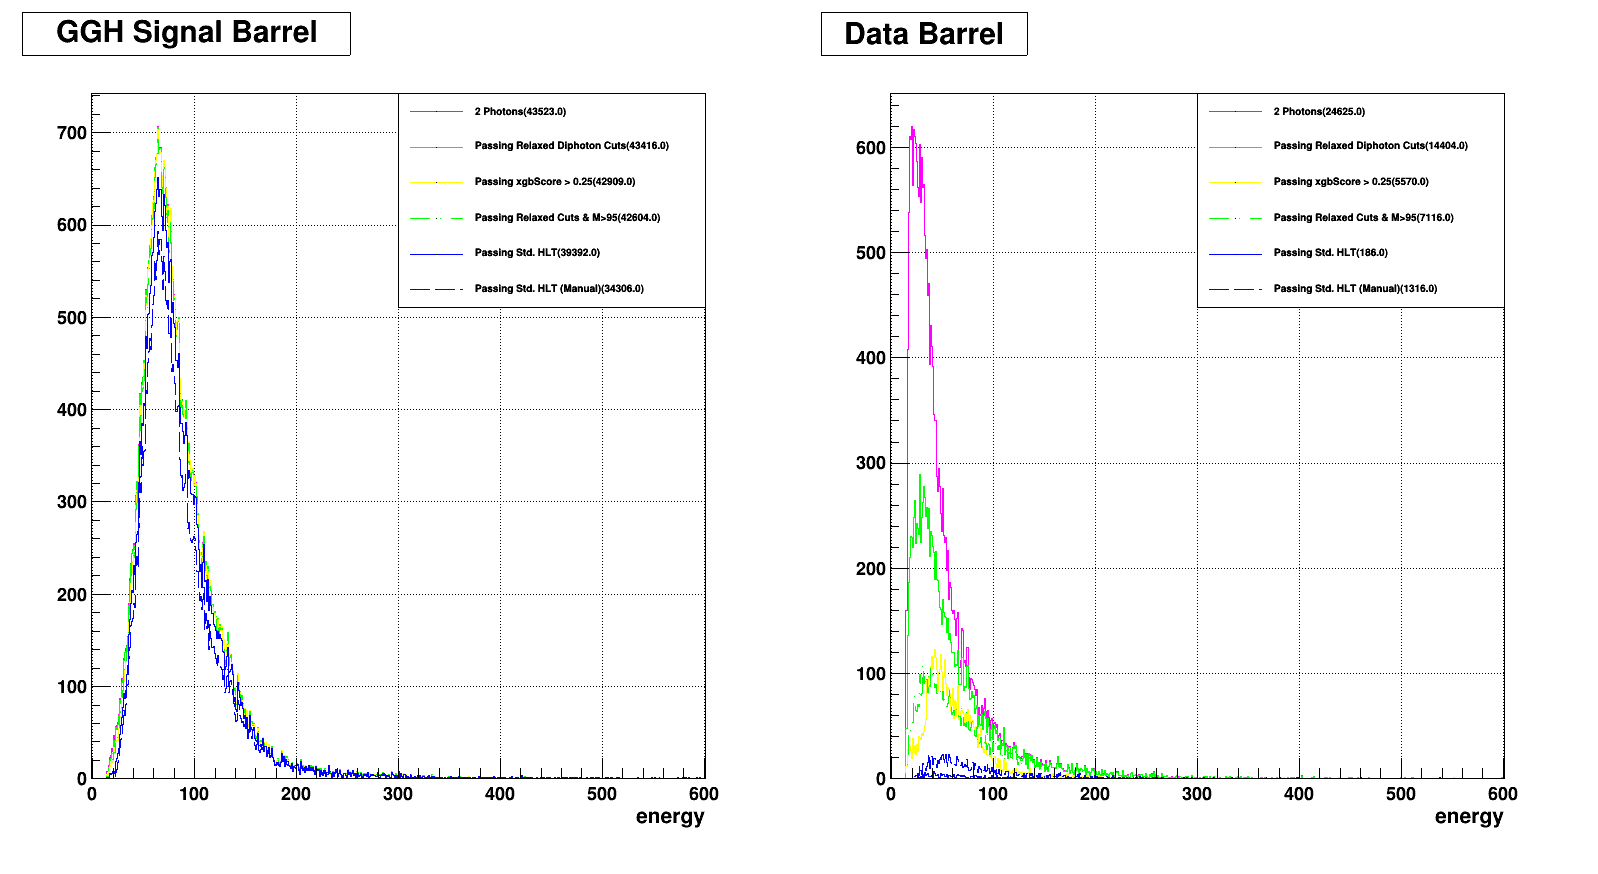 GGH Signal Barrel
2 Photons(43523.0)
Passing Relaxed Diphoton Cuts(43416.0)
Passing xgbScore > 0.25(42909.0)
Passing Relaxed Cuts & M>95(42604.0)
Passing Std. HLT(39392.0)
Passing Std. HLT (Manual)(34306.0)
700
600
500
400
300
200
100
0
0 100 200 300 400 500 600
energy
Data Barrel
2 Photons(24625.0)
Passing Relaxed Diphoton Cuts(14404.0)
Passing xgbScore > 0.25(5570.0)
Passing Relaxed Cuts & M>95(7116.0)
Passing Std. HLT(186.0)
Passing Std. HLT (Manual)(1316.0)
600
500
400
300
200
100
0
0 100 200 300 400 500 600
energy